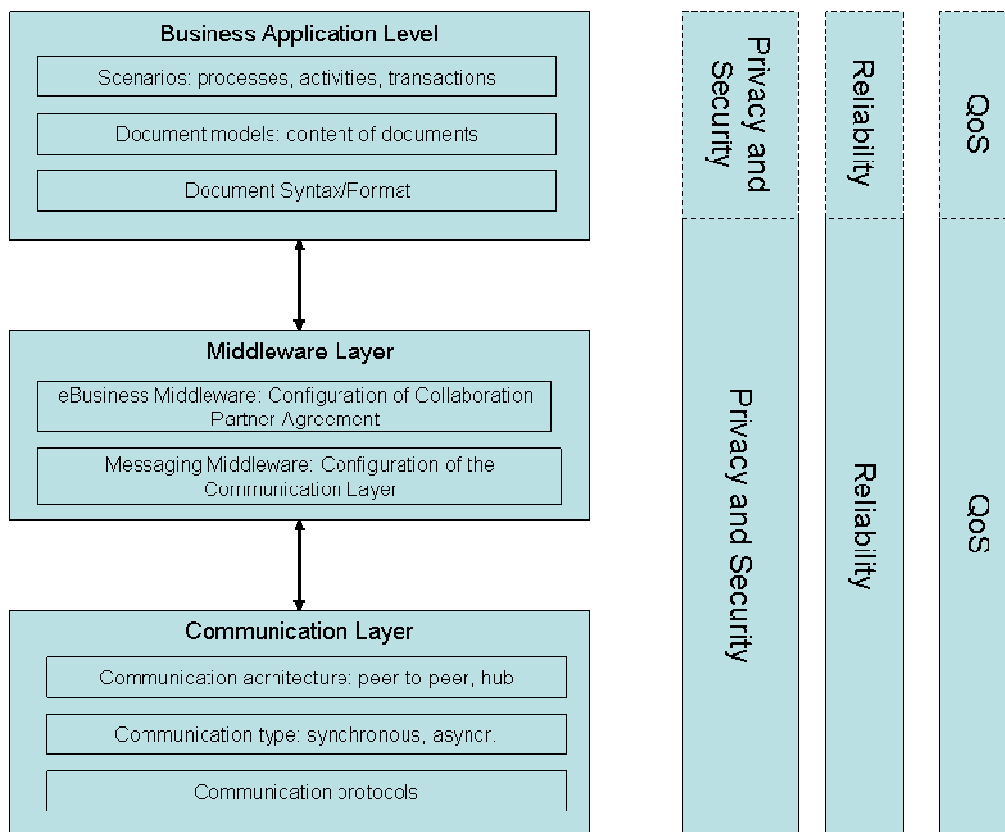 Business Application Level
Scenarios: processes, activities, transactions
Document models: content of documents
Document Syntax/Format
Middleware Layer
eBusiness Middleware: Configuration of Collaboration
Partner Agreement
Messaging Middleware: Configuration of the
Communication Layer
Communication Layer
Communication architecture: peer to peer, hub
Communication type: synchronous, asyncr.
Communication protocols
Privacy and
Security
Reliability
QoS
Privacy and Security
Reliability
QoS